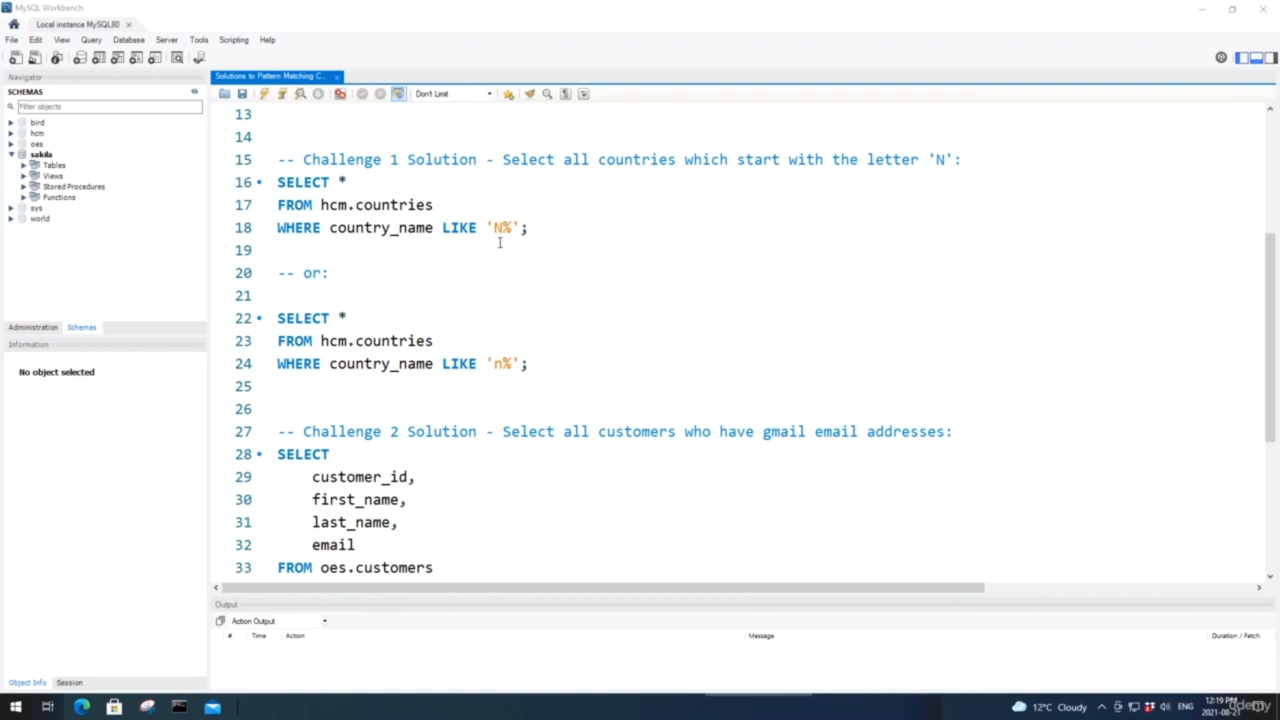 MySQL Workbench
Local instance MySQL80
File Edit View Query Database Server Tools Scripting Help
Navigator
SCHEMAS
Filter objects
bird
hcm
oes
sakila
Tables
Views
Stored Procedures
Functions
sys
world
Administration Schemas
Information
No object selected
Object Info Session
Solutions to Pattern Matching C...
Don't Limit
13
14
15 -- Challenge 1 Solution - Select all countries which start with the letter 'N':
16 SELECT *
17 FROM hcm.countries
18 WHERE country_name LIKE 'N%';
19
20 -- or:
21
22 SELECT *
23 FROM hcm.countries
24 WHERE country_name LIKE 'n%';
25
26
27 -- Challenge 2 Solution - Select all customers who have gmail email addresses:
28 SELECT
29 customer_id,
30 first_name,
31 last_name,
32 email
33 FROM oes.customers
Output
Action Output
# Time Action Message Duration / Fetch
12°C Cloudy ENG 12:19 PM
2021-08-21